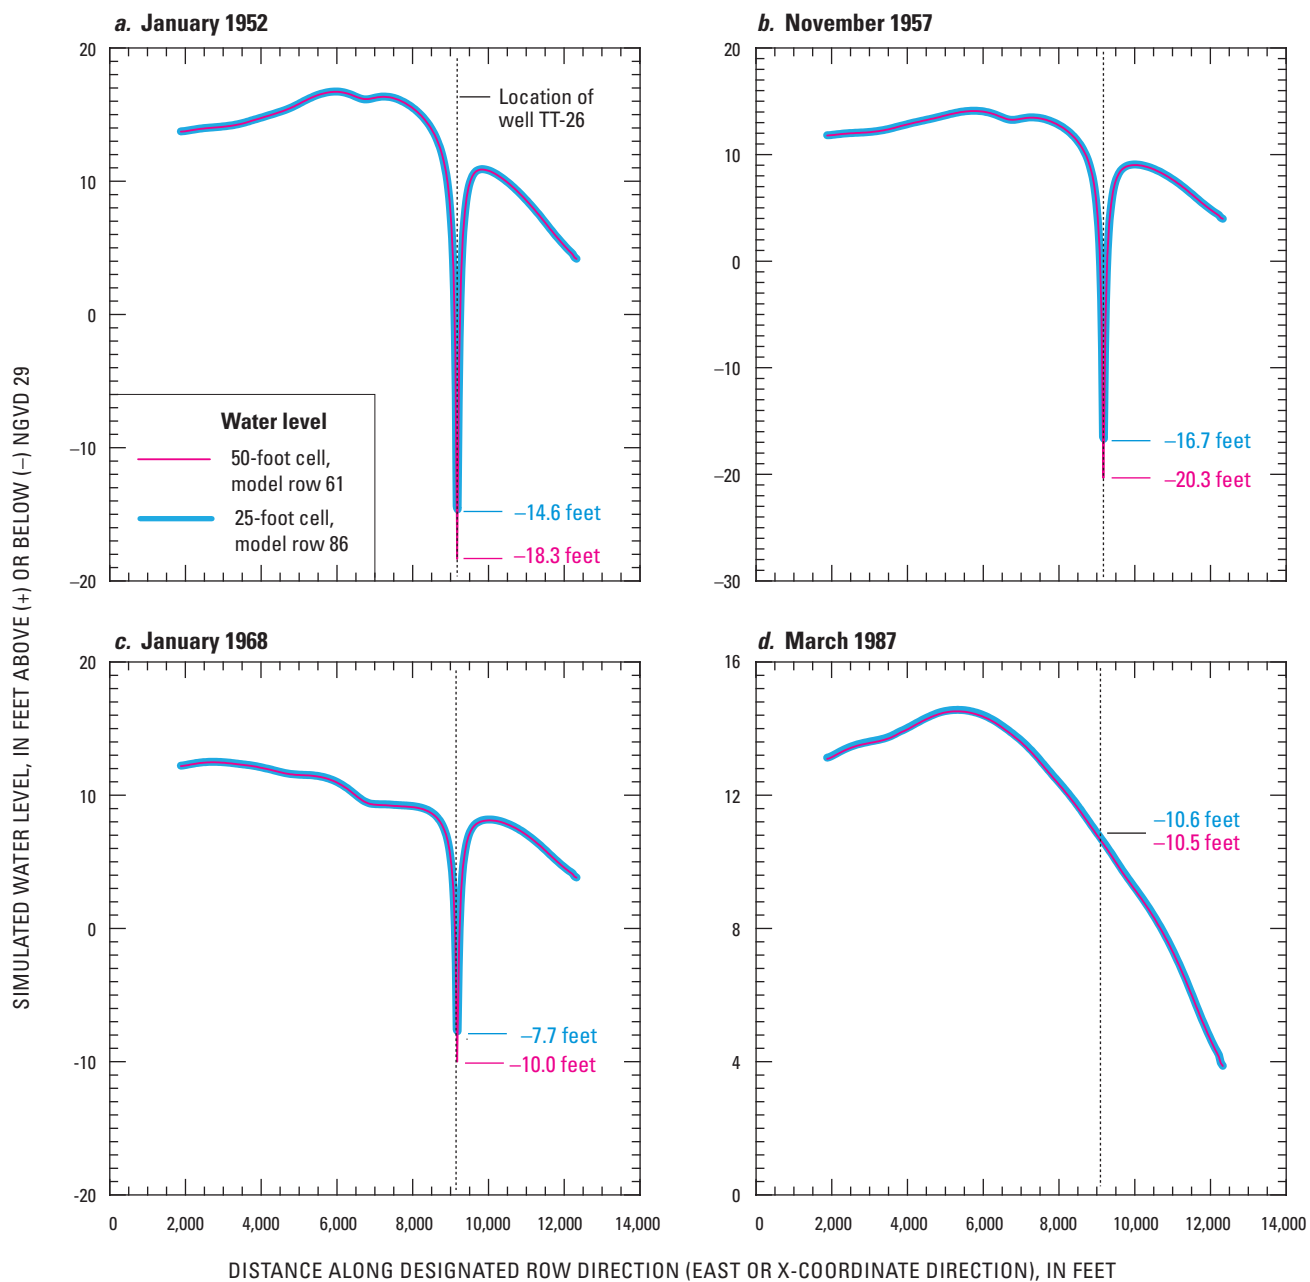 a. January 1952
20
10
0
–10
–20
Location of
well TT-26
Water level
50-foot cell,
model row 61
25-foot cell,
model row 86
–14.6 feet
–18.3 feet
b. November 1957
20
10
0
–10
–20
–30
–16.7 feet
–20.3 feet
c. January 1968
20
10
0
–10
-20
–7.7 feet
–10.0 feet
0 2,000 4,000 6,000 8,000 10,000 12,000 14,000
d. March 1987
16
12
8
4
0
–10.6 feet
–10.5 feet
0 2,000 4,000 6,000 8,000 10,000 12,000 14,000
SIMULATED WATER LEVEL, IN FEET ABOVE (+) OR BELOW (–) NGVD 29
DISTANCE ALONG DESIGNATED ROW DIRECTION (EAST OR X-COORDINATE DIRECTION), IN FEET